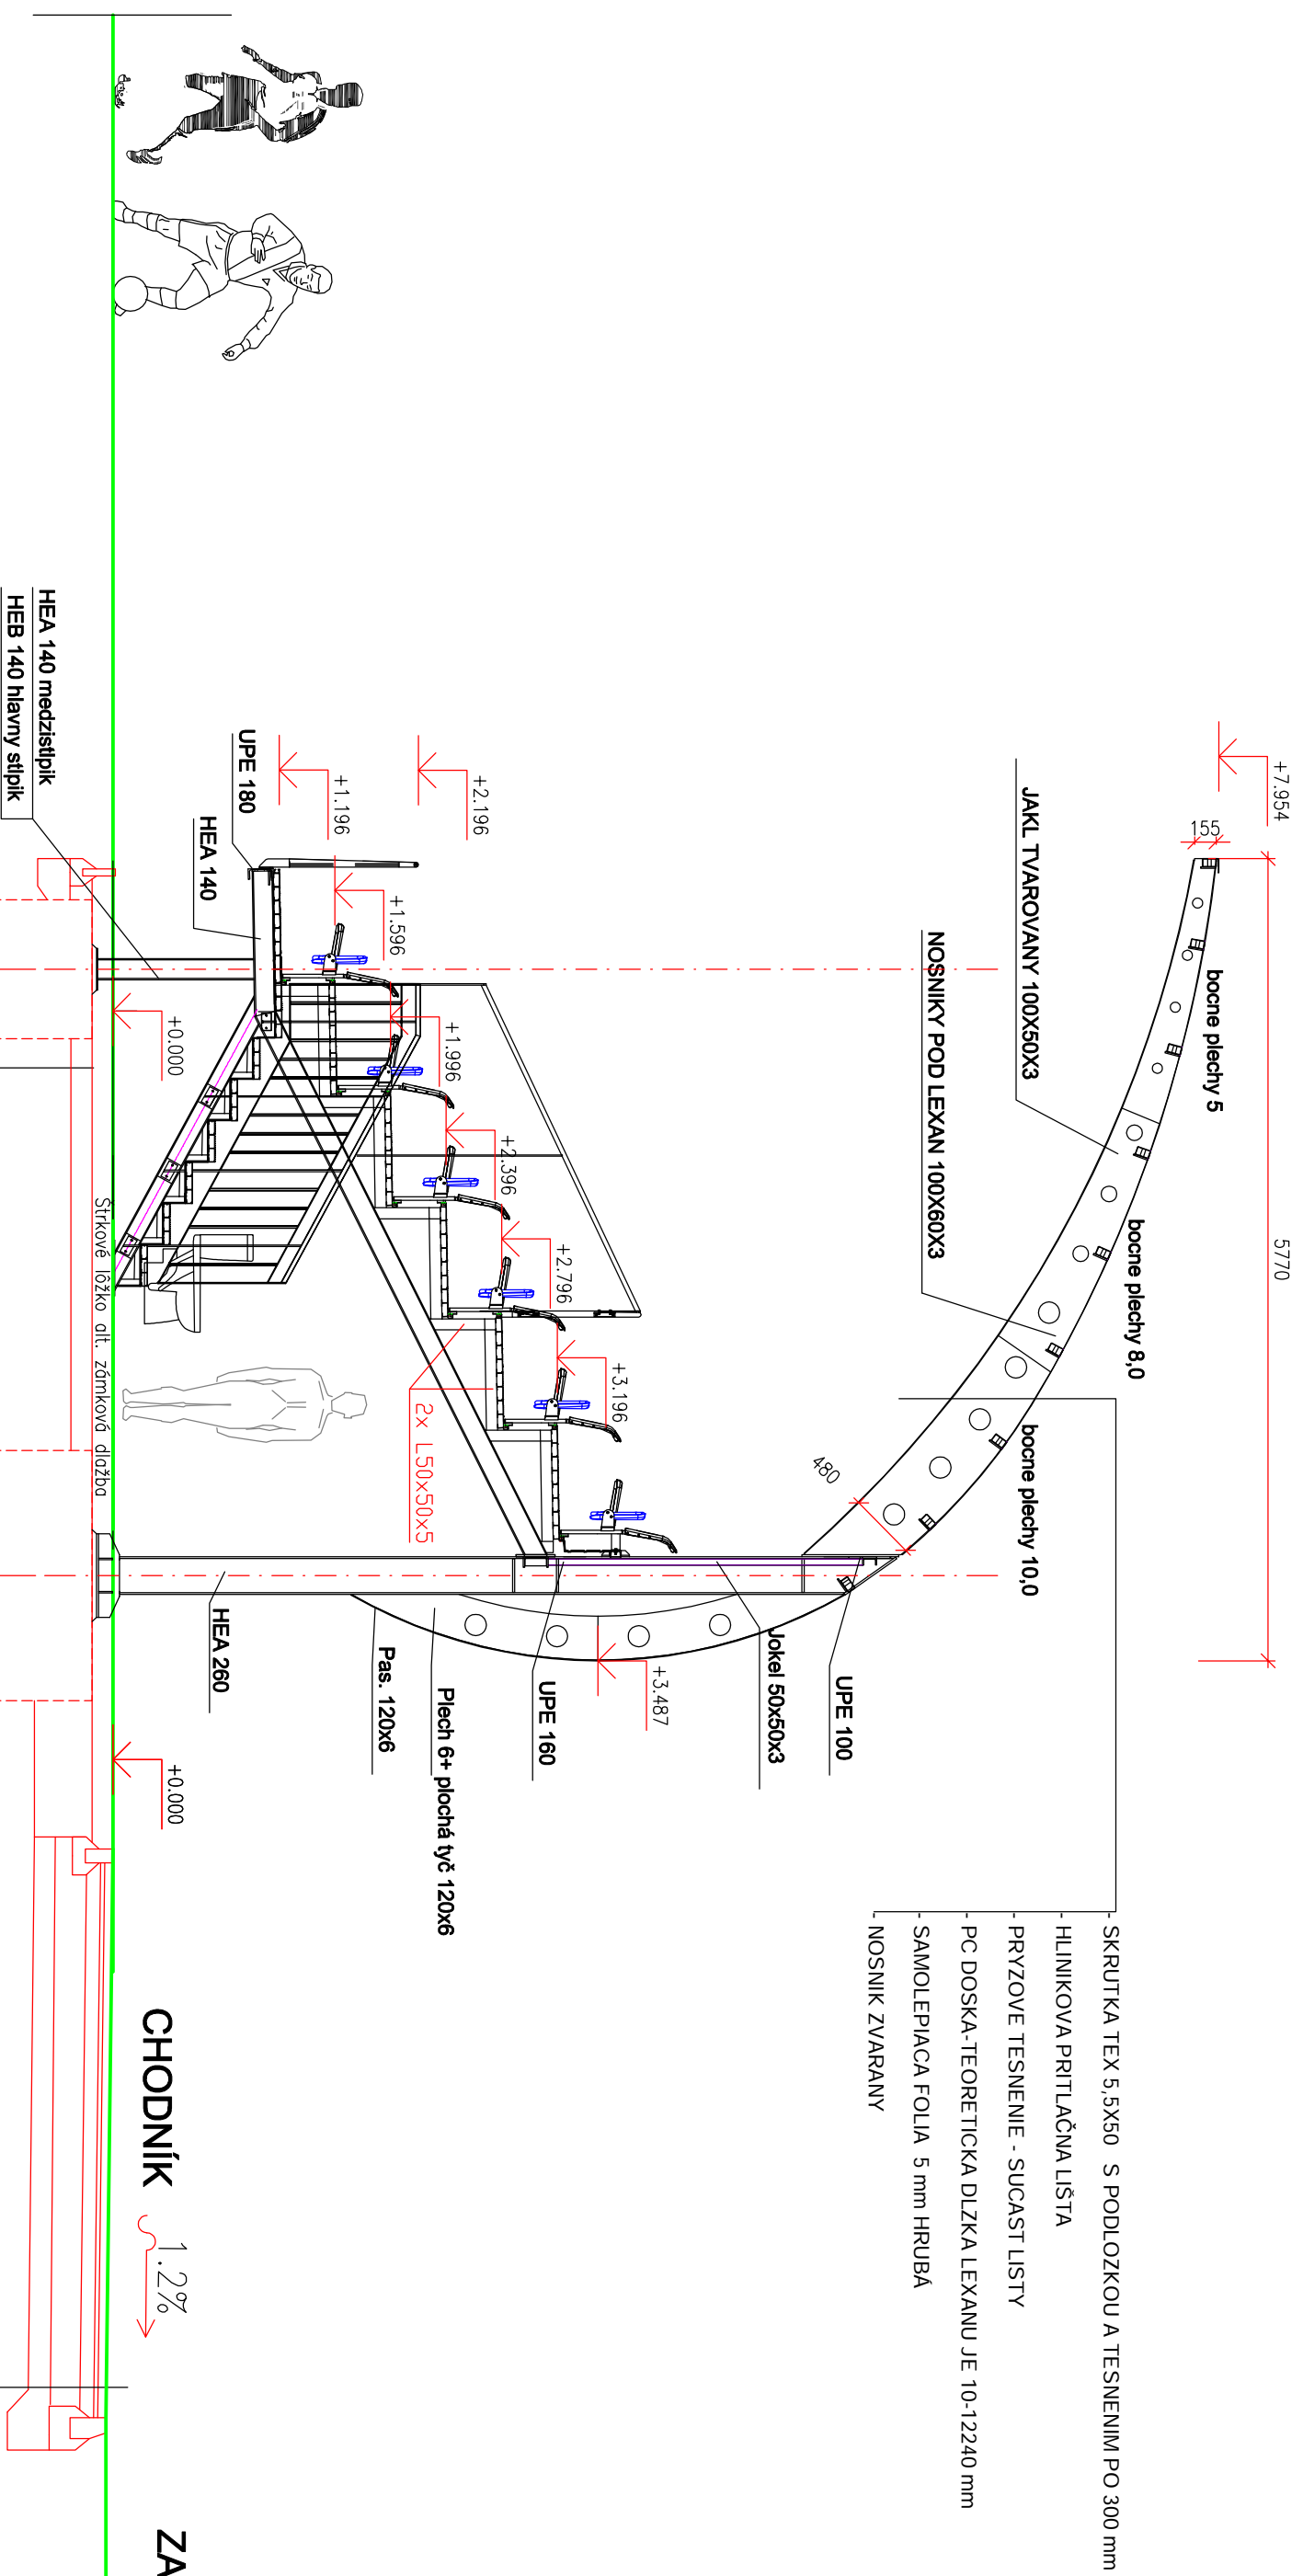 +7.954
155
5770
bocne plechy 5
JAKL TVAROVANY 100X50X3
bocne plechy 8,0
NOSNIKY POD LEXAN 100X60X3
bocne plechy 10,0
480
SKRUTKA TEX 5,5X50 S PODLOZKOU A TESNENIM PO 300 mm
HLINIKOVA PRITLAČNA LIŠTA
PRYZOVE TESNENIE - SUCAST LISTY
PC DOSKA-TEORETICKA DLZKA LEXANU JE 10-12240 mm
SAMOLEPIACA FOLIA 5 mm HRUBÁ
NOSNIK ZVARANY
+2.196
+1.196
+1.596
+1.996
+2.396
+2.796
+3.196
2x L50x50x5
UPE 100
Jokel 50x50x3
+3.487
UPE 160
Plech 6+ plochá tyč 120x6
Pas. 120x6
HEA 260
UPE 180
HEA 140
+0.000
+0.000
Štrkové lôžko alt. zámková dlažba
HEA 140 medzistlpik
HEB 140 hlavny stlpik
CHODNÍK
1.2%
ZA